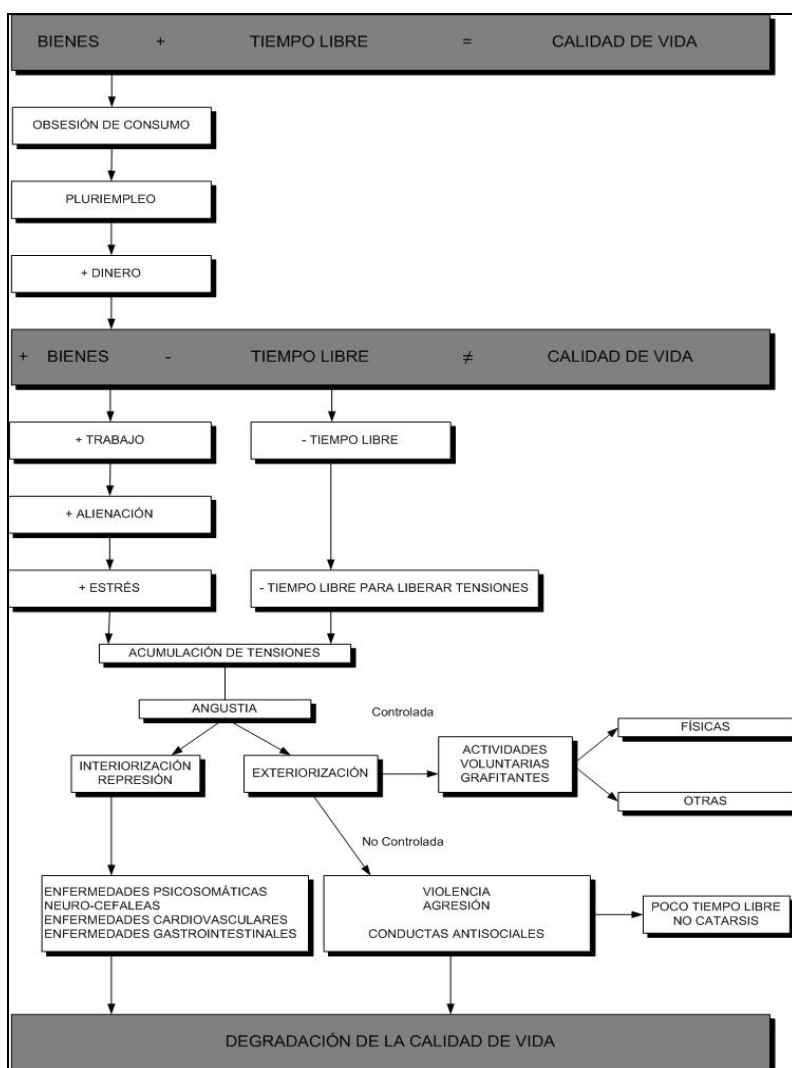 BIENES + TIEMPO LIBRE = CALIDAD DE VIDA
OBSESIÓN DE CONSUMO
PLURIEMPLEO
+ DINERO
+ BIENES - TIEMPO LIBRE ≠ CALIDAD DE VIDA
+ TRABAJO
- TIEMPO LIBRE
+ ALIENACIÓN
+ ESTRÉS
- TIEMPO LIBRE PARA LIBERAR TENSIONES
ACUMULACIÓN DE TENSIONES
ANGUSTIA
Controlada
INTERIORIZACIÓN
REPRESIÓN
EXTERIORIZACIÓN
ACTIVIDADES
VOLUNTARIAS
GRAFITANTES
FÍSICAS
OTRAS
No Controlada
ENFERMEDADES PSICOSOMÁTICAS
NEURO-CEFALEAS
ENFERMEDADES CARDIOVASCULARES
ENFERMEDADES GASTROINTESTINALES
VIOLENCIA
AGRESIÓN
CONDUCTAS ANTISOCIALES
POCO TIEMPO LIBRE
NO CATARSIS
DEGRADACIÓN DE LA CALIDAD DE VIDA